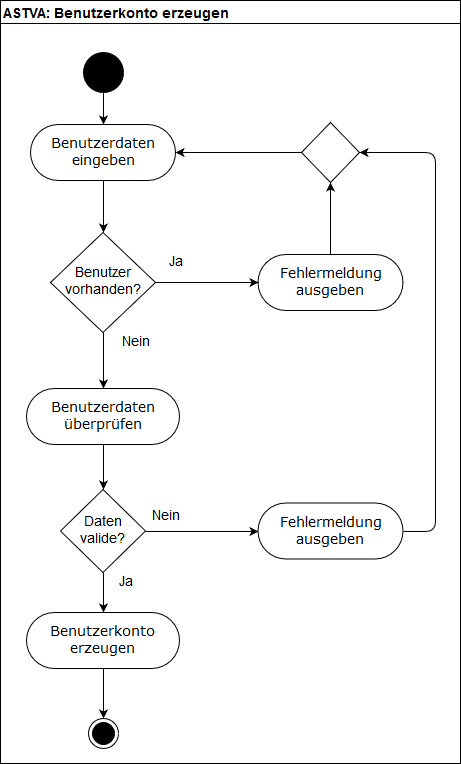 ASTVA: Benutzerkonto erzeugen
Benutzerdaten
eingeben
Benutzer
vorhanden?
Ja
Fehlermeldung
ausgeben
Nein
Benutzerdaten
überprüfen
Daten
valide?
Nein
Fehlermeldung
ausgeben
Ja
Benutzerkonto
erzeugen